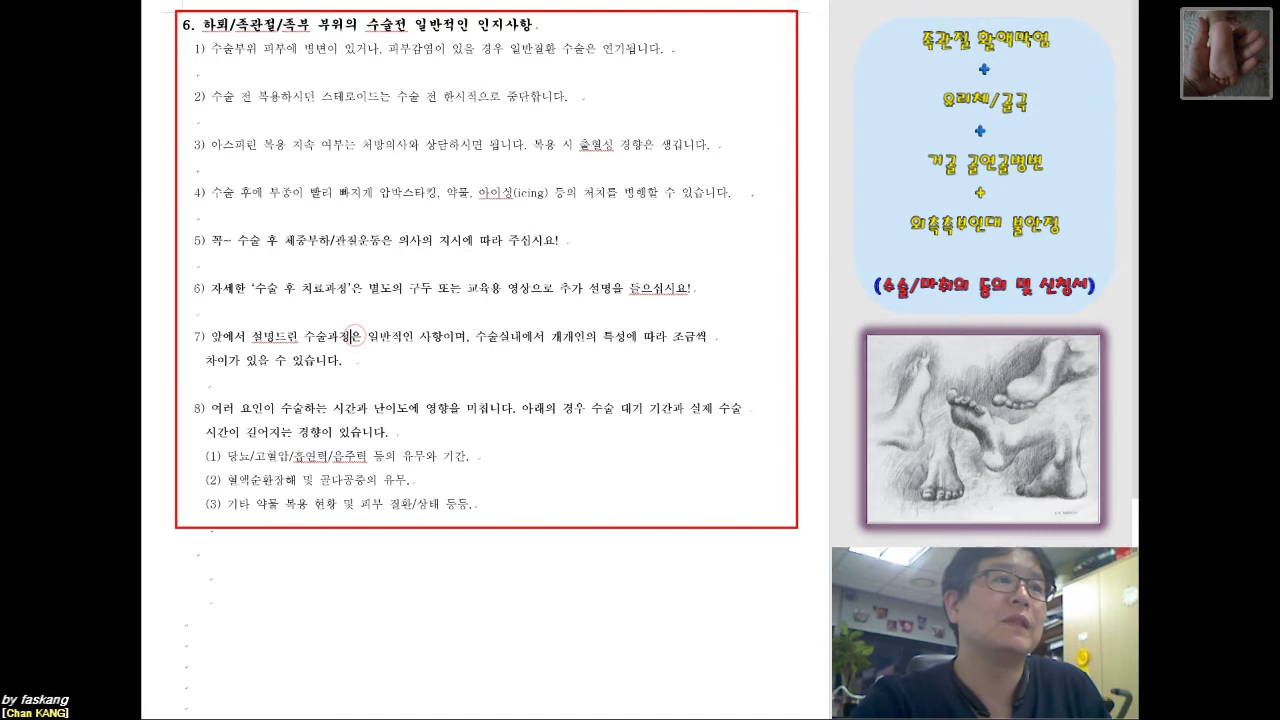 6. 하퇴/족관절/족부 부위의 수술전 일반적인 인지사항
1) 수술부위 피부에 병변이 있거나, 피부감염이 있을 경우 일반질환 수술은 연기됩니다.
2) 수술 전 복용하시던 스테로이드는 수술 전 한시적으로 중단합니다.
3) 아스피린 복용 지속 여부는 처방의사와 상담하시면 됩니다. 복용 시 출혈성 경향은 생깁니다.
4) 수술 후에 부종이 빨리 빠지게 압박스타킹, 약물, 아이싱(icing) 등의 처치를 병행할 수 있습니다.
5) 꼭~ 수술 후 체중부하/관절운동은 의사의 지시에 따라 주십시요!
6) 자세한 '수술 후 치료과정'은 별도의 구두 또는 교육용 영상으로 추가 설명을 들으십시요!
7) 앞에서 설명드린 수술과정은 일반적인 사항이며, 수술실내에서 개개인의 특성에 따라 조금씩
차이가 있을 수 있습니다.
8) 여러 요인이 수술하는 시간과 난이도에 영향을 미칩니다. 아래의 경우 수술 대기 기간과 실제 수술
시간이 길어지는 경향이 있습니다.
(1) 당뇨/고혈압/흡연력/음주력 등의 유무와 기간.
(2) 혈액순환장해 및 골다공증의 유무.
(3) 기타 약물 복용 현황 및 피부 질환/상태 등등.
족관절 활액막염
+
유리체/골극
+
거골 골연골병변
+
외측측부인대 불안정
(수술/마취의 동의 및 신청서)
by faskang
[Chan KANG]